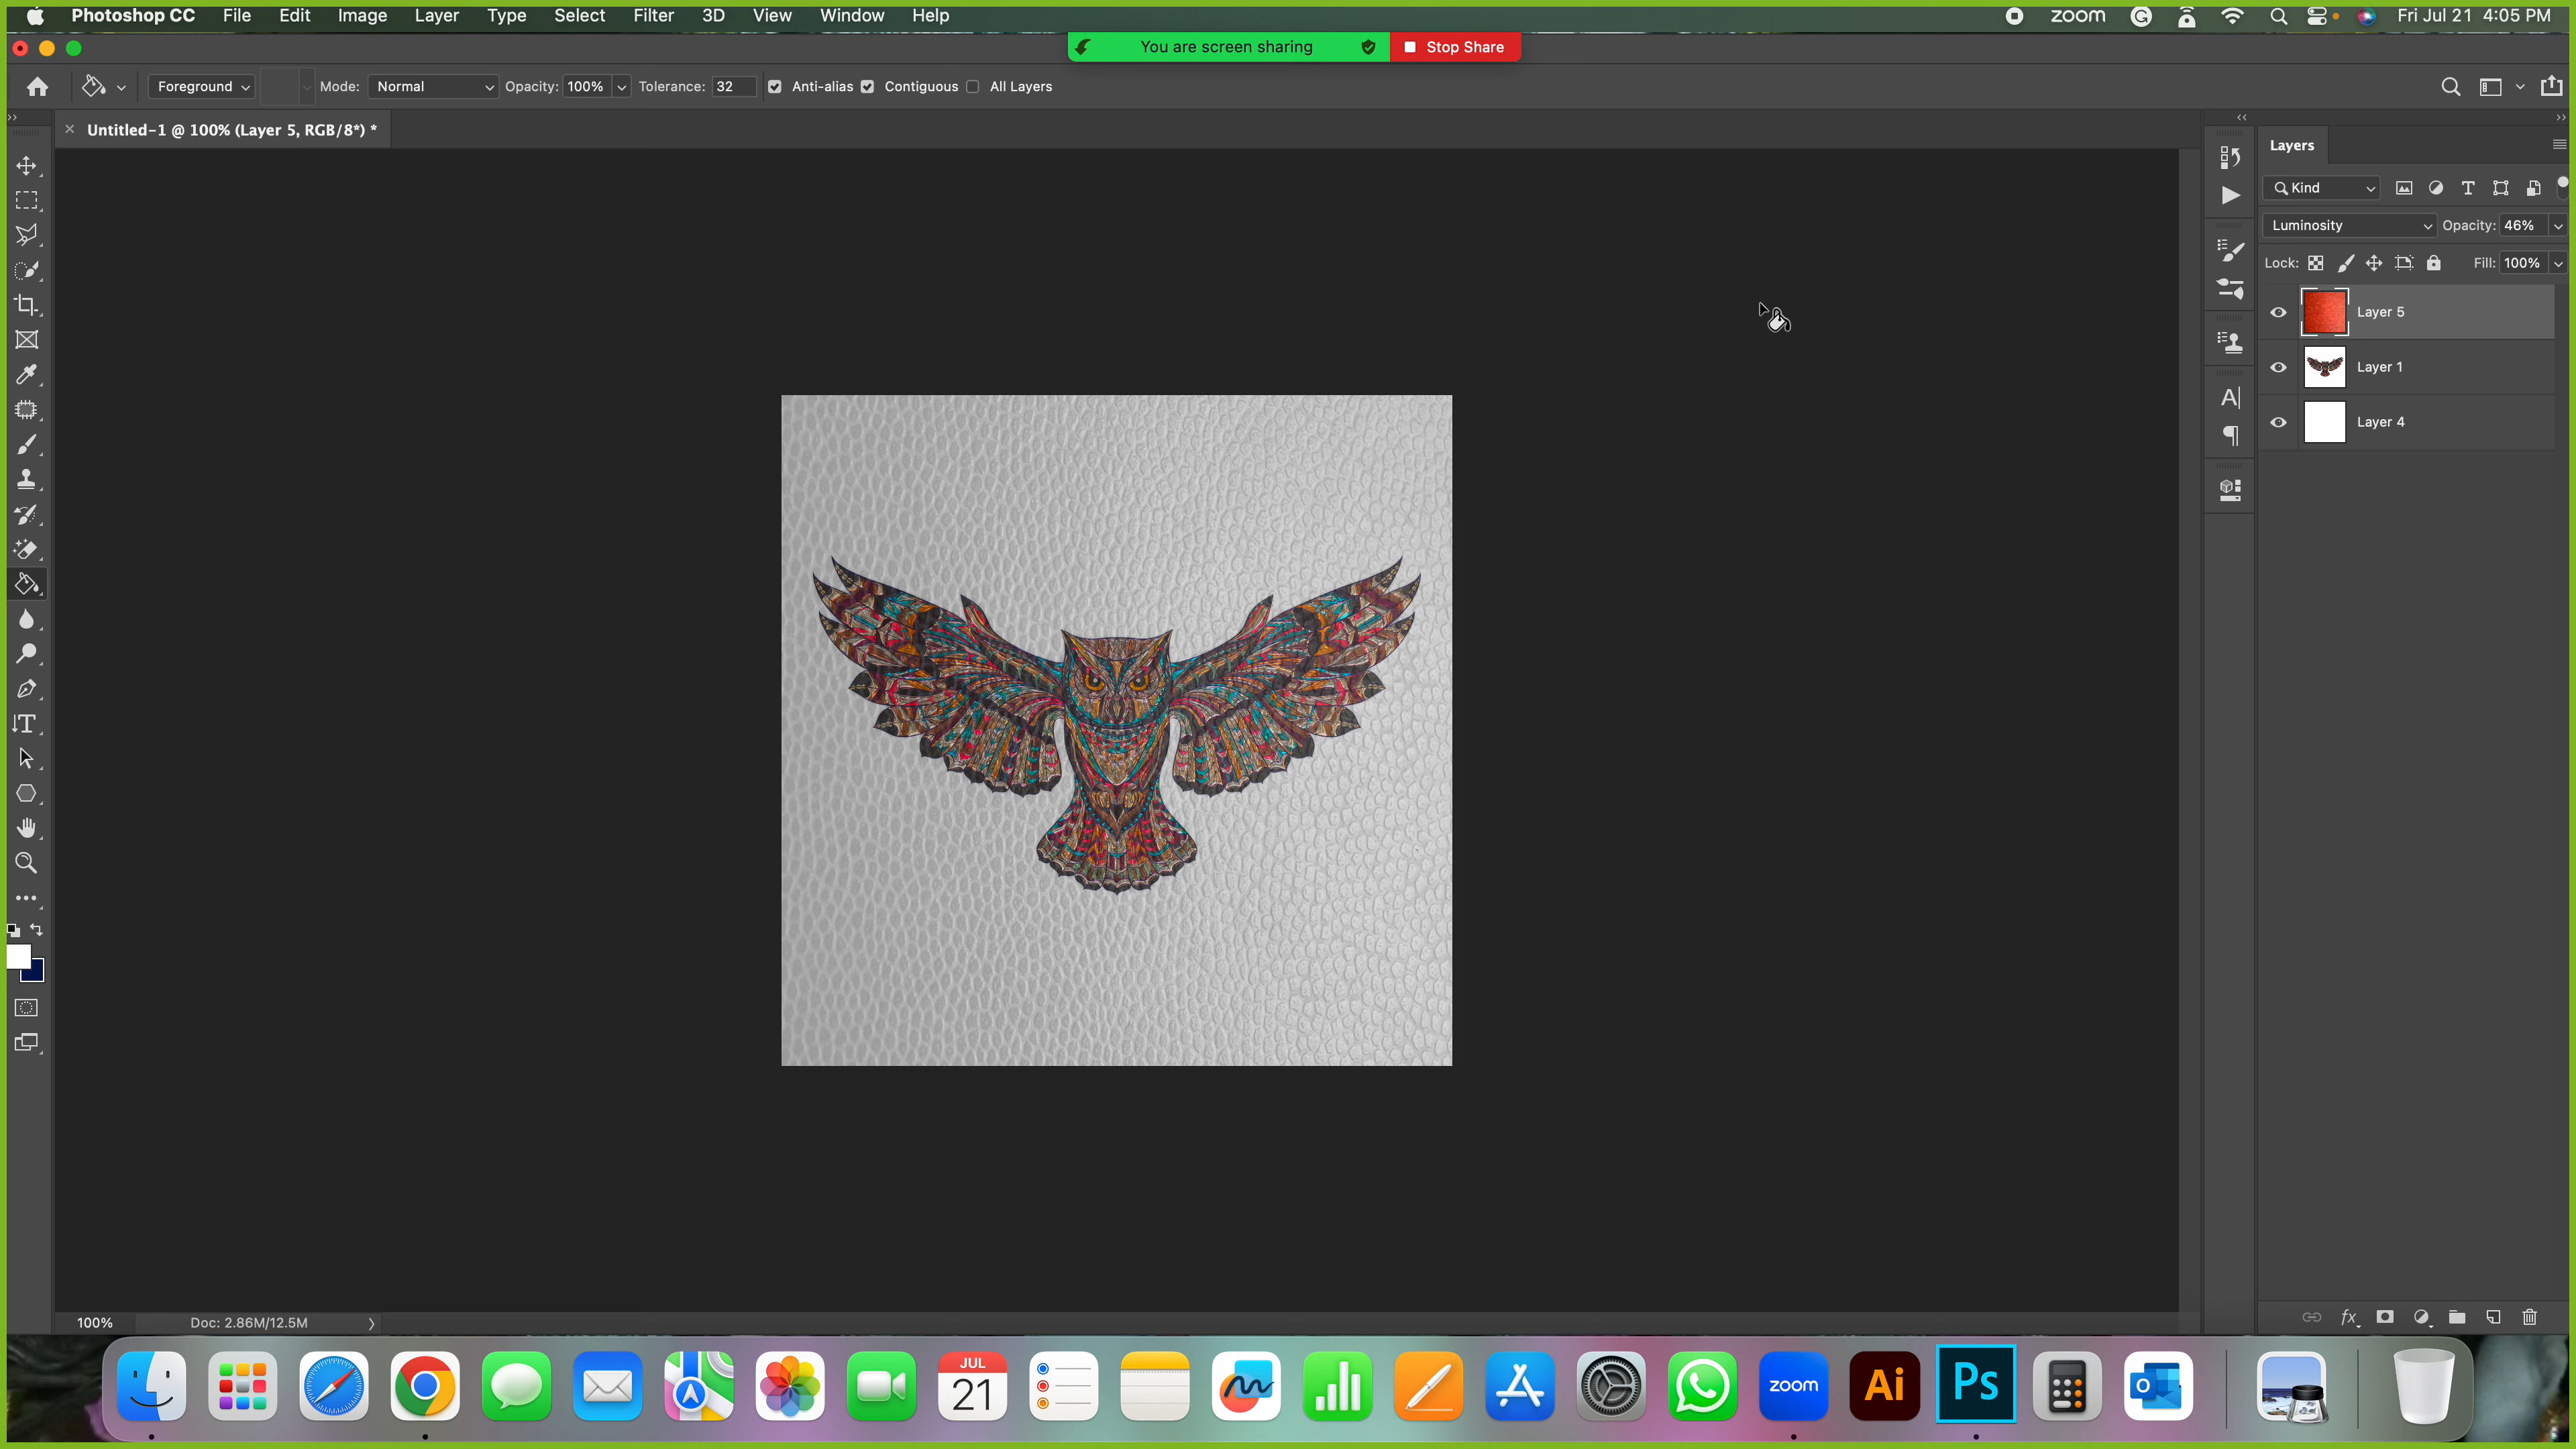 Photoshop CC File Edit Image Layer Type Select Filter 3D View Window Help zoom Fri Jul 21 4:05 PM
You are screen sharing Stop Share
Foreground Mode: Normal Opacity: 100% Tolerance: 32 Anti-alias Contiguous All Layers
Untitled-1 @ 100% (Layer 5, RGB/8*) *
Layers
Kind
Luminosity Opacity: 46%
Lock: Fill: 100%
Layer 5
Layer 1
Layer 4
100% Doc: 2.86M/12.5M
fx
JUL
21
zoom
Ai
Ps